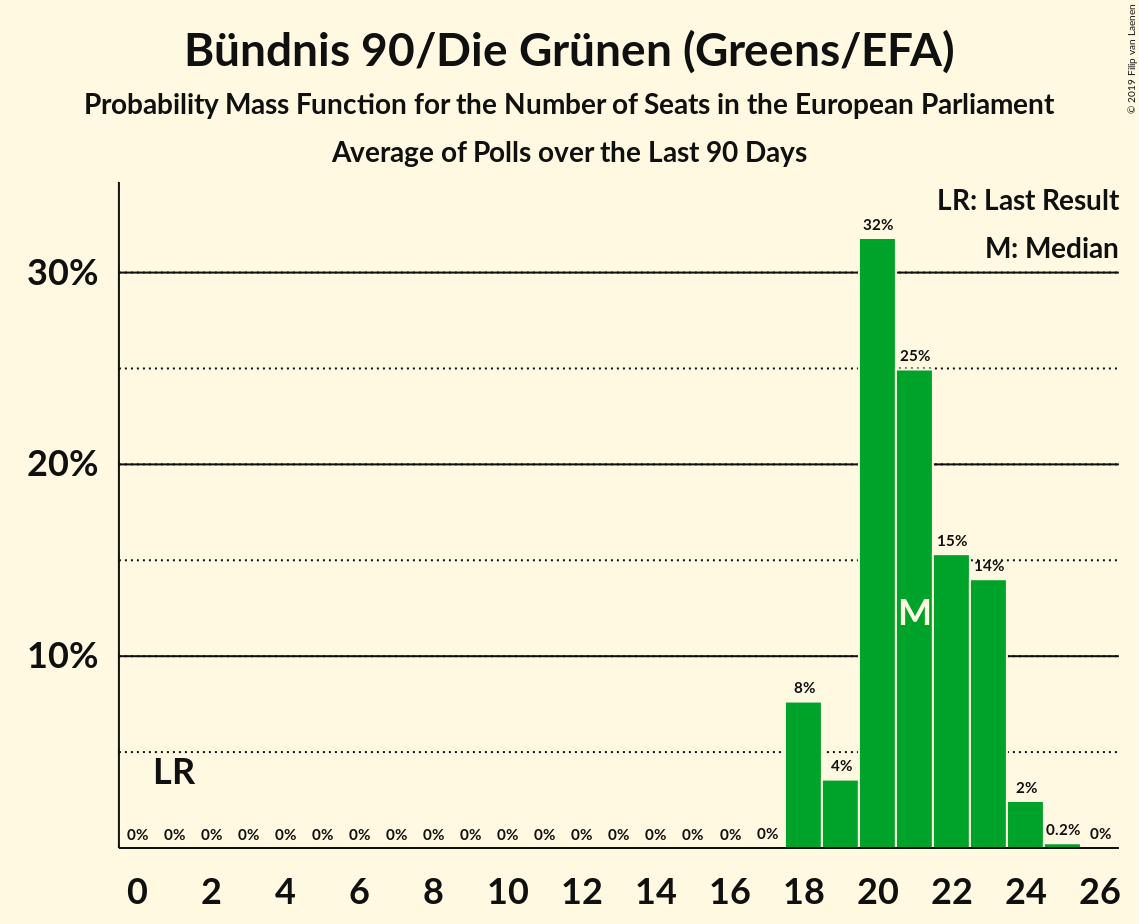 Bündnis 90/Die Grünen (Greens/EFA)
Probability Mass Function for the Number of Seats in the European Parliament
Average of Polls over the Last 90 Days
© 2019 Filip van Laenen
LR: Last Result
M: Median
30%
20%
10%
32%
25%
15%
14%
8%
4%
2%
0.2%
M
LR
0% 0% 0% 0% 0% 0% 0% 0% 0% 0% 0% 0% 0% 0% 0% 0% 0% 0% 0%
0 2 4 6 8 10 12 14 16 18 20 22 24 26